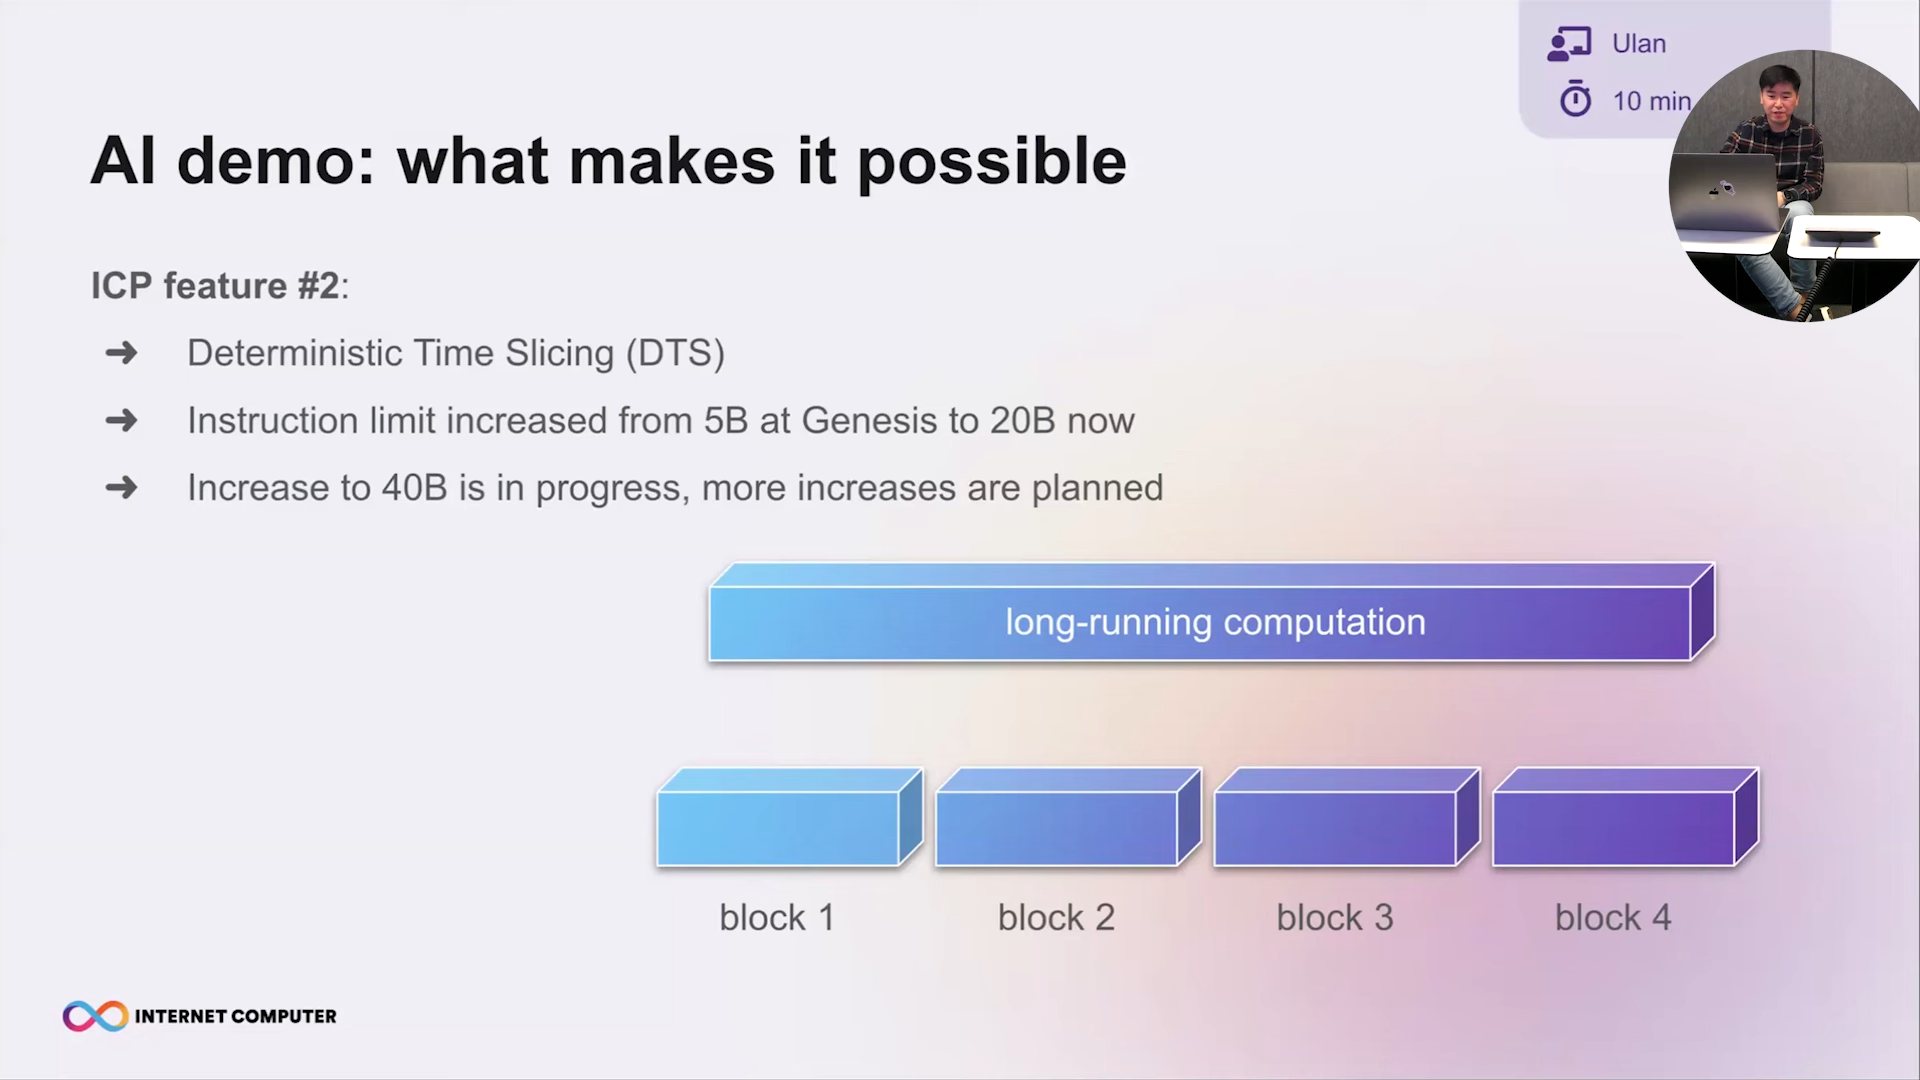 Ulan
10 min
AI demo: what makes it possible
ICP feature #2:
➔ Deterministic Time Slicing (DTS)
➔ Instruction limit increased from 5B at Genesis to 20B now
➔ Increase to 40B is in progress, more increases are planned
long-running computation
block 1
block 2
block 3
block 4
INTERNET COMPUTER